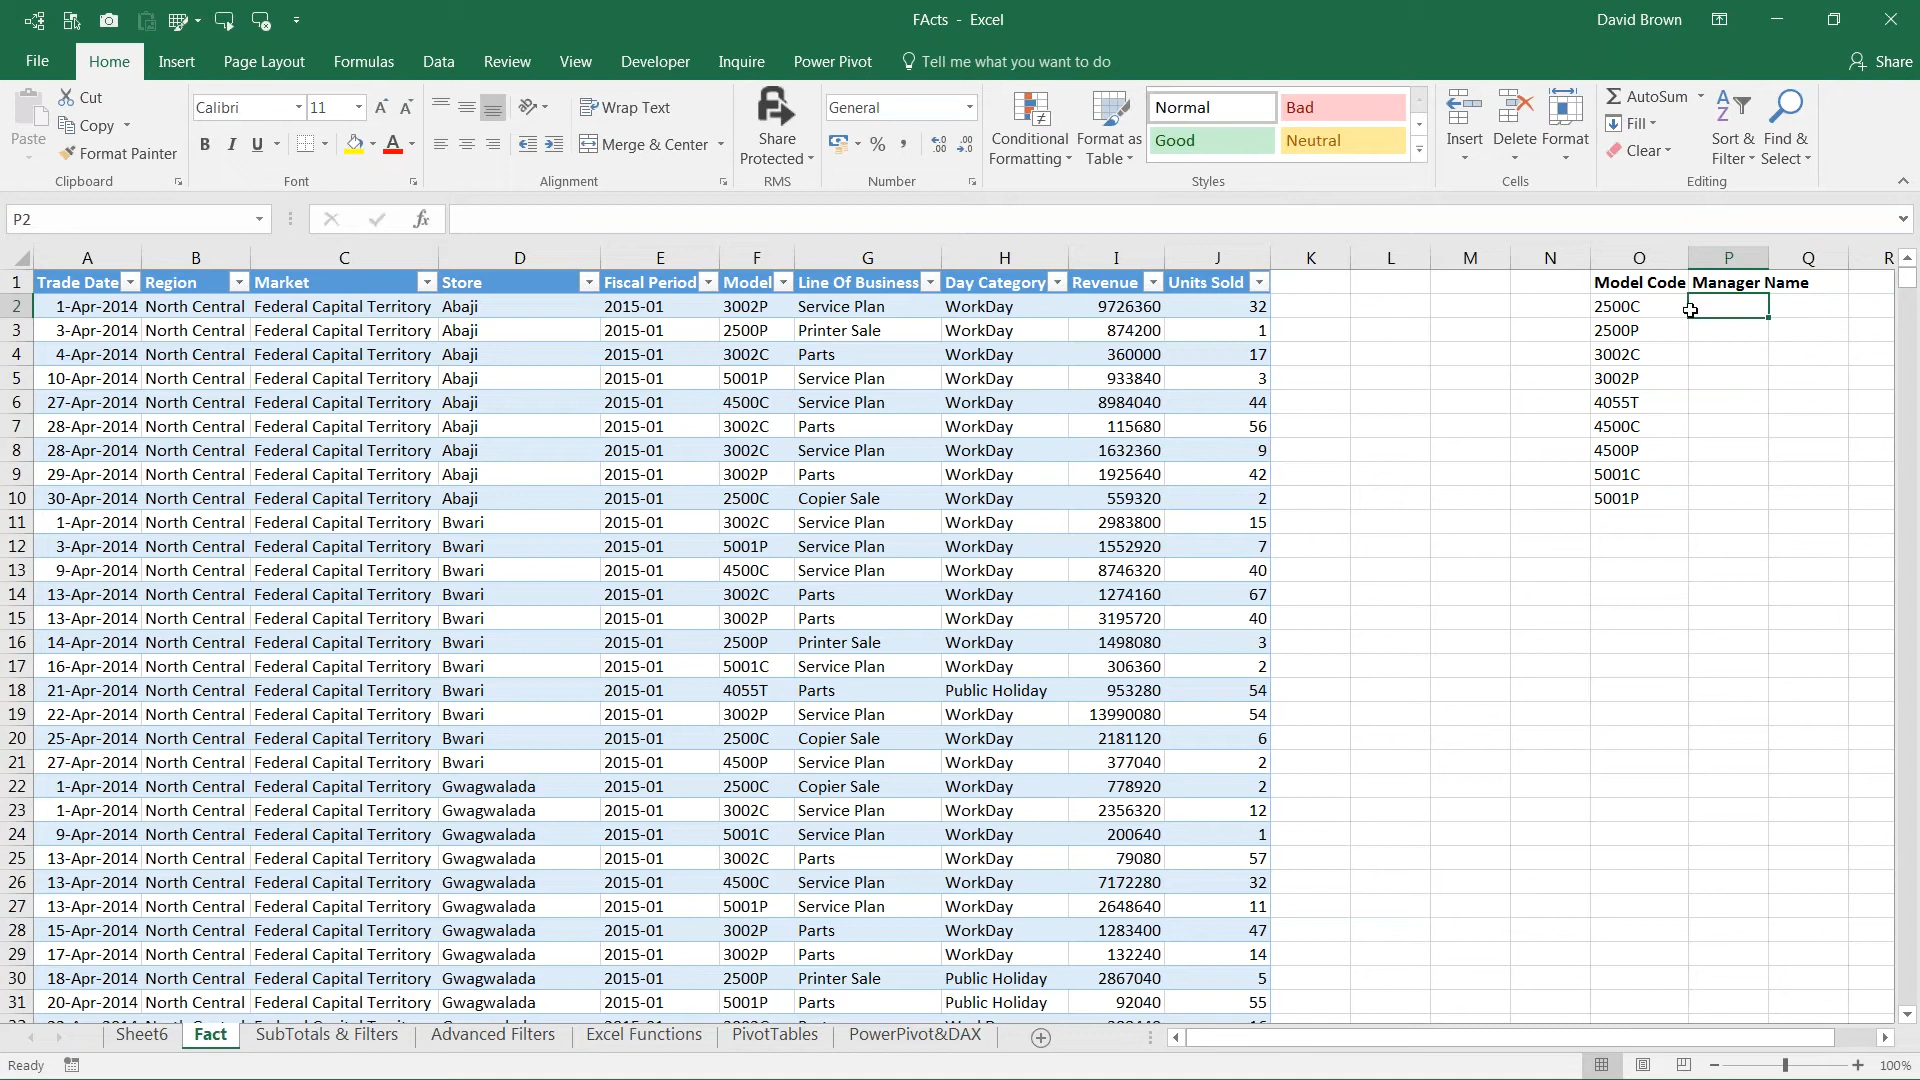 FActs - Excel
David Brown
File Home Insert Page Layout Formulas Data Review View Developer Inquire Power Pivot Tell me what you want to do Share
Paste Cut Copy Format Painter Clipboard
Calibri 11 B I U A Font
Wrap Text Merge & Center Alignment
Share Protected RMS
General % , Number
Conditional Formatting Format as Table Normal Bad Good Neutral Styles
Insert Delete Format Cells
AutoSum Fill Clear Sort & Filter Find & Select Editing
P2 fx
A B C D E F G H I J K L M N O P Q R
1 Trade Date Region Market Store Fiscal Period Model Line Of Business Day Category Revenue Units Sold Model Code Manager Name
2 1-Apr-2014 North Central Federal Capital Territory Abaji 2015-01 3002P Service Plan WorkDay 9726360 32 2500C
3 3-Apr-2014 North Central Federal Capital Territory Abaji 2015-01 2500P Printer Sale WorkDay 874200 1 2500P
4 4-Apr-2014 North Central Federal Capital Territory Abaji 2015-01 3002C Parts WorkDay 360000 17 3002C
5 10-Apr-2014 North Central Federal Capital Territory Abaji 2015-01 5001P Service Plan WorkDay 933840 3 3002P
6 27-Apr-2014 North Central Federal Capital Territory Abaji 2015-01 4500C Service Plan WorkDay 8984040 44 4055T
7 28-Apr-2014 North Central Federal Capital Territory Abaji 2015-01 3002C Parts WorkDay 115680 56 4500C
8 28-Apr-2014 North Central Federal Capital Territory Abaji 2015-01 3002C Service Plan WorkDay 1632360 9 4500P
9 29-Apr-2014 North Central Federal Capital Territory Abaji 2015-01 3002P Parts WorkDay 1925640 42 5001C
10 30-Apr-2014 North Central Federal Capital Territory Abaji 2015-01 2500C Copier Sale WorkDay 559320 2 5001P
11 1-Apr-2014 North Central Federal Capital Territory Bwari 2015-01 3002C Service Plan WorkDay 2983800 15
12 3-Apr-2014 North Central Federal Capital Territory Bwari 2015-01 5001P Service Plan WorkDay 1552920 7
13 9-Apr-2014 North Central Federal Capital Territory Bwari 2015-01 4500C Service Plan WorkDay 8746320 40
14 13-Apr-2014 North Central Federal Capital Territory Bwari 2015-01 3002C Parts WorkDay 1274160 67
15 13-Apr-2014 North Central Federal Capital Territory Bwari 2015-01 3002P Parts WorkDay 3195720 40
16 14-Apr-2014 North Central Federal Capital Territory Bwari 2015-01 2500P Printer Sale WorkDay 1498080 3
17 16-Apr-2014 North Central Federal Capital Territory Bwari 2015-01 5001C Service Plan WorkDay 306360 2
18 21-Apr-2014 North Central Federal Capital Territory Bwari 2015-01 4055T Parts Public Holiday 953280 54
19 22-Apr-2014 North Central Federal Capital Territory Bwari 2015-01 3002P Service Plan WorkDay 13990080 54
20 25-Apr-2014 North Central Federal Capital Territory Bwari 2015-01 2500C Copier Sale WorkDay 2181120 6
21 27-Apr-2014 North Central Federal Capital Territory Bwari 2015-01 4500P Service Plan WorkDay 377040 2
22 1-Apr-2014 North Central Federal Capital Territory Gwagwalada 2015-01 2500C Copier Sale WorkDay 778920 2
23 1-Apr-2014 North Central Federal Capital Territory Gwagwalada 2015-01 3002C Service Plan WorkDay 2356320 12
24 9-Apr-2014 North Central Federal Capital Territory Gwagwalada 2015-01 5001C Service Plan WorkDay 200640 1
25 13-Apr-2014 North Central Federal Capital Territory Gwagwalada 2015-01 3002C Parts WorkDay 79080 57
26 13-Apr-2014 North Central Federal Capital Territory Gwagwalada 2015-01 4500C Service Plan WorkDay 7172280 32
27 13-Apr-2014 North Central Federal Capital Territory Gwagwalada 2015-01 5001P Service Plan WorkDay 2648640 11
28 15-Apr-2014 North Central Federal Capital Territory Gwagwalada 2015-01 3002P Parts WorkDay 1283400 47
29 17-Apr-2014 North Central Federal Capital Territory Gwagwalada 2015-01 3002P Parts WorkDay 132240 14
30 18-Apr-2014 North Central Federal Capital Territory Gwagwalada 2015-01 2500P Printer Sale Public Holiday 2867040 5
31 20-Apr-2014 North Central Federal Capital Territory Gwagwalada 2015-01 5001P Parts Public Holiday 92040 55
Sheet6 Fact SubTotals & Filters Advanced Filters Excel Functions PivotTables PowerPivot&DAX
Ready 100%